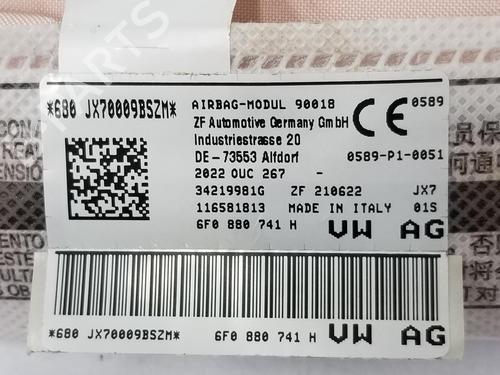 *680 JX70009BSZM*
AIRBAG-MODUL 90018
ZF Automotive Germany GmbH
Industriestrasse 20
DE-73553 Alfdorf
2022 OUC 267 -
CE 0589
0589-P1-0051
34219981G ZF 210622 JX7
116581813 MADE IN ITALY 01S
6F0 880 741 H VW AG
*680 JX70009BSZM* 6F0 880 741 H VW AG